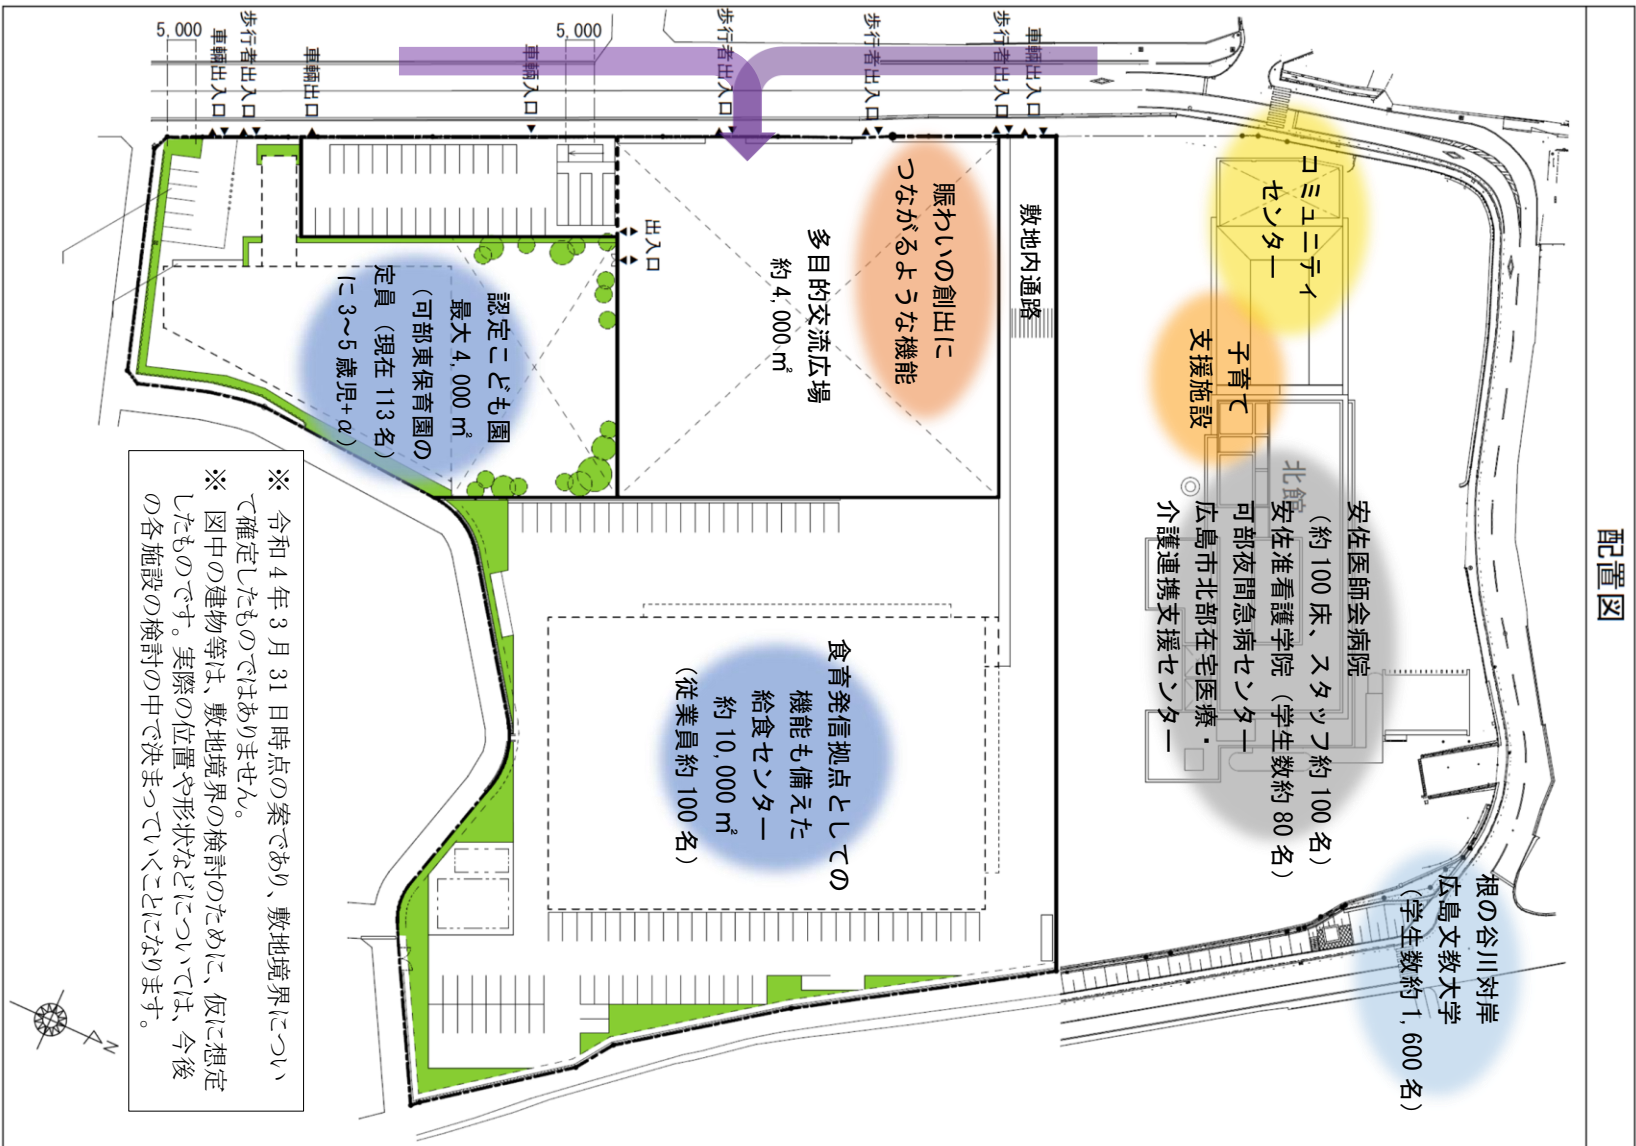 配置図
根の谷川対岸
広島文教大学
（学生数約1,600名）
コミュニティ
センター
子育て
支援施設
北館
安佐医師会病院
（約100床、スタッフ約100名）
安佐准看護学院（学生数約80名）
可部夜間急病センター
広島市北部在宅医療・
介護連携支援センター
敷地内通路
賑わいの創出に
つながるような機能
多目的交流広場
約4,000㎡
出入口
認定こども園
最大4,000㎡
（可部東保育園の
定員（現在113名）
に3～5歳児+α）
食育発信拠点としての
機能も備えた
給食センター
約10,000㎡
（従業員約100名）
車輌出入口
歩行者出入口
歩行者出入口
歩行者出入口
5,000
車輌入口
車輌出口
歩行者出入口
車輌出入口
5,000
※　令和4年3月31日時点の案であり、敷地境界につい
て確定したものではありません。
※　図中の建物等は、敷地境界の検討のために、仮に想定
したものです。実際の位置や形状などについては、今後
の各施設の検討の中で決まっていくことになります。
N